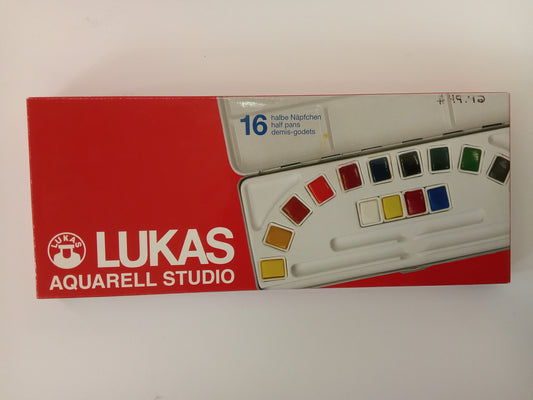 16 halbe Näpfchen
half pans
demis-godets
LUKAS
LUKAS
AQUARELL STUDIO